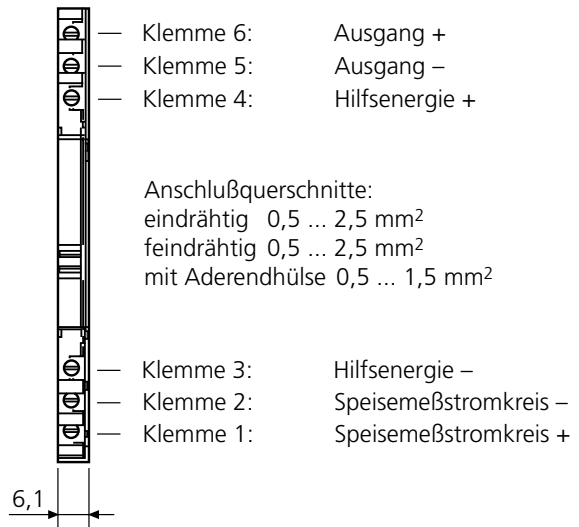 Klemme 6: Ausgang +
Klemme 5: Ausgang –
Klemme 4: Hilfsenergie +
Anschlußquerschnitte:
eindrähtig 0,5 ... 2,5 mm²
feindrähtig 0,5 ... 2,5 mm²
mit Aderendhülse 0,5 ... 1,5 mm²
Klemme 3: Hilfsenergie –
Klemme 2: Speisemeßstromkreis –
Klemme 1: Speisemeßstromkreis +
6,1